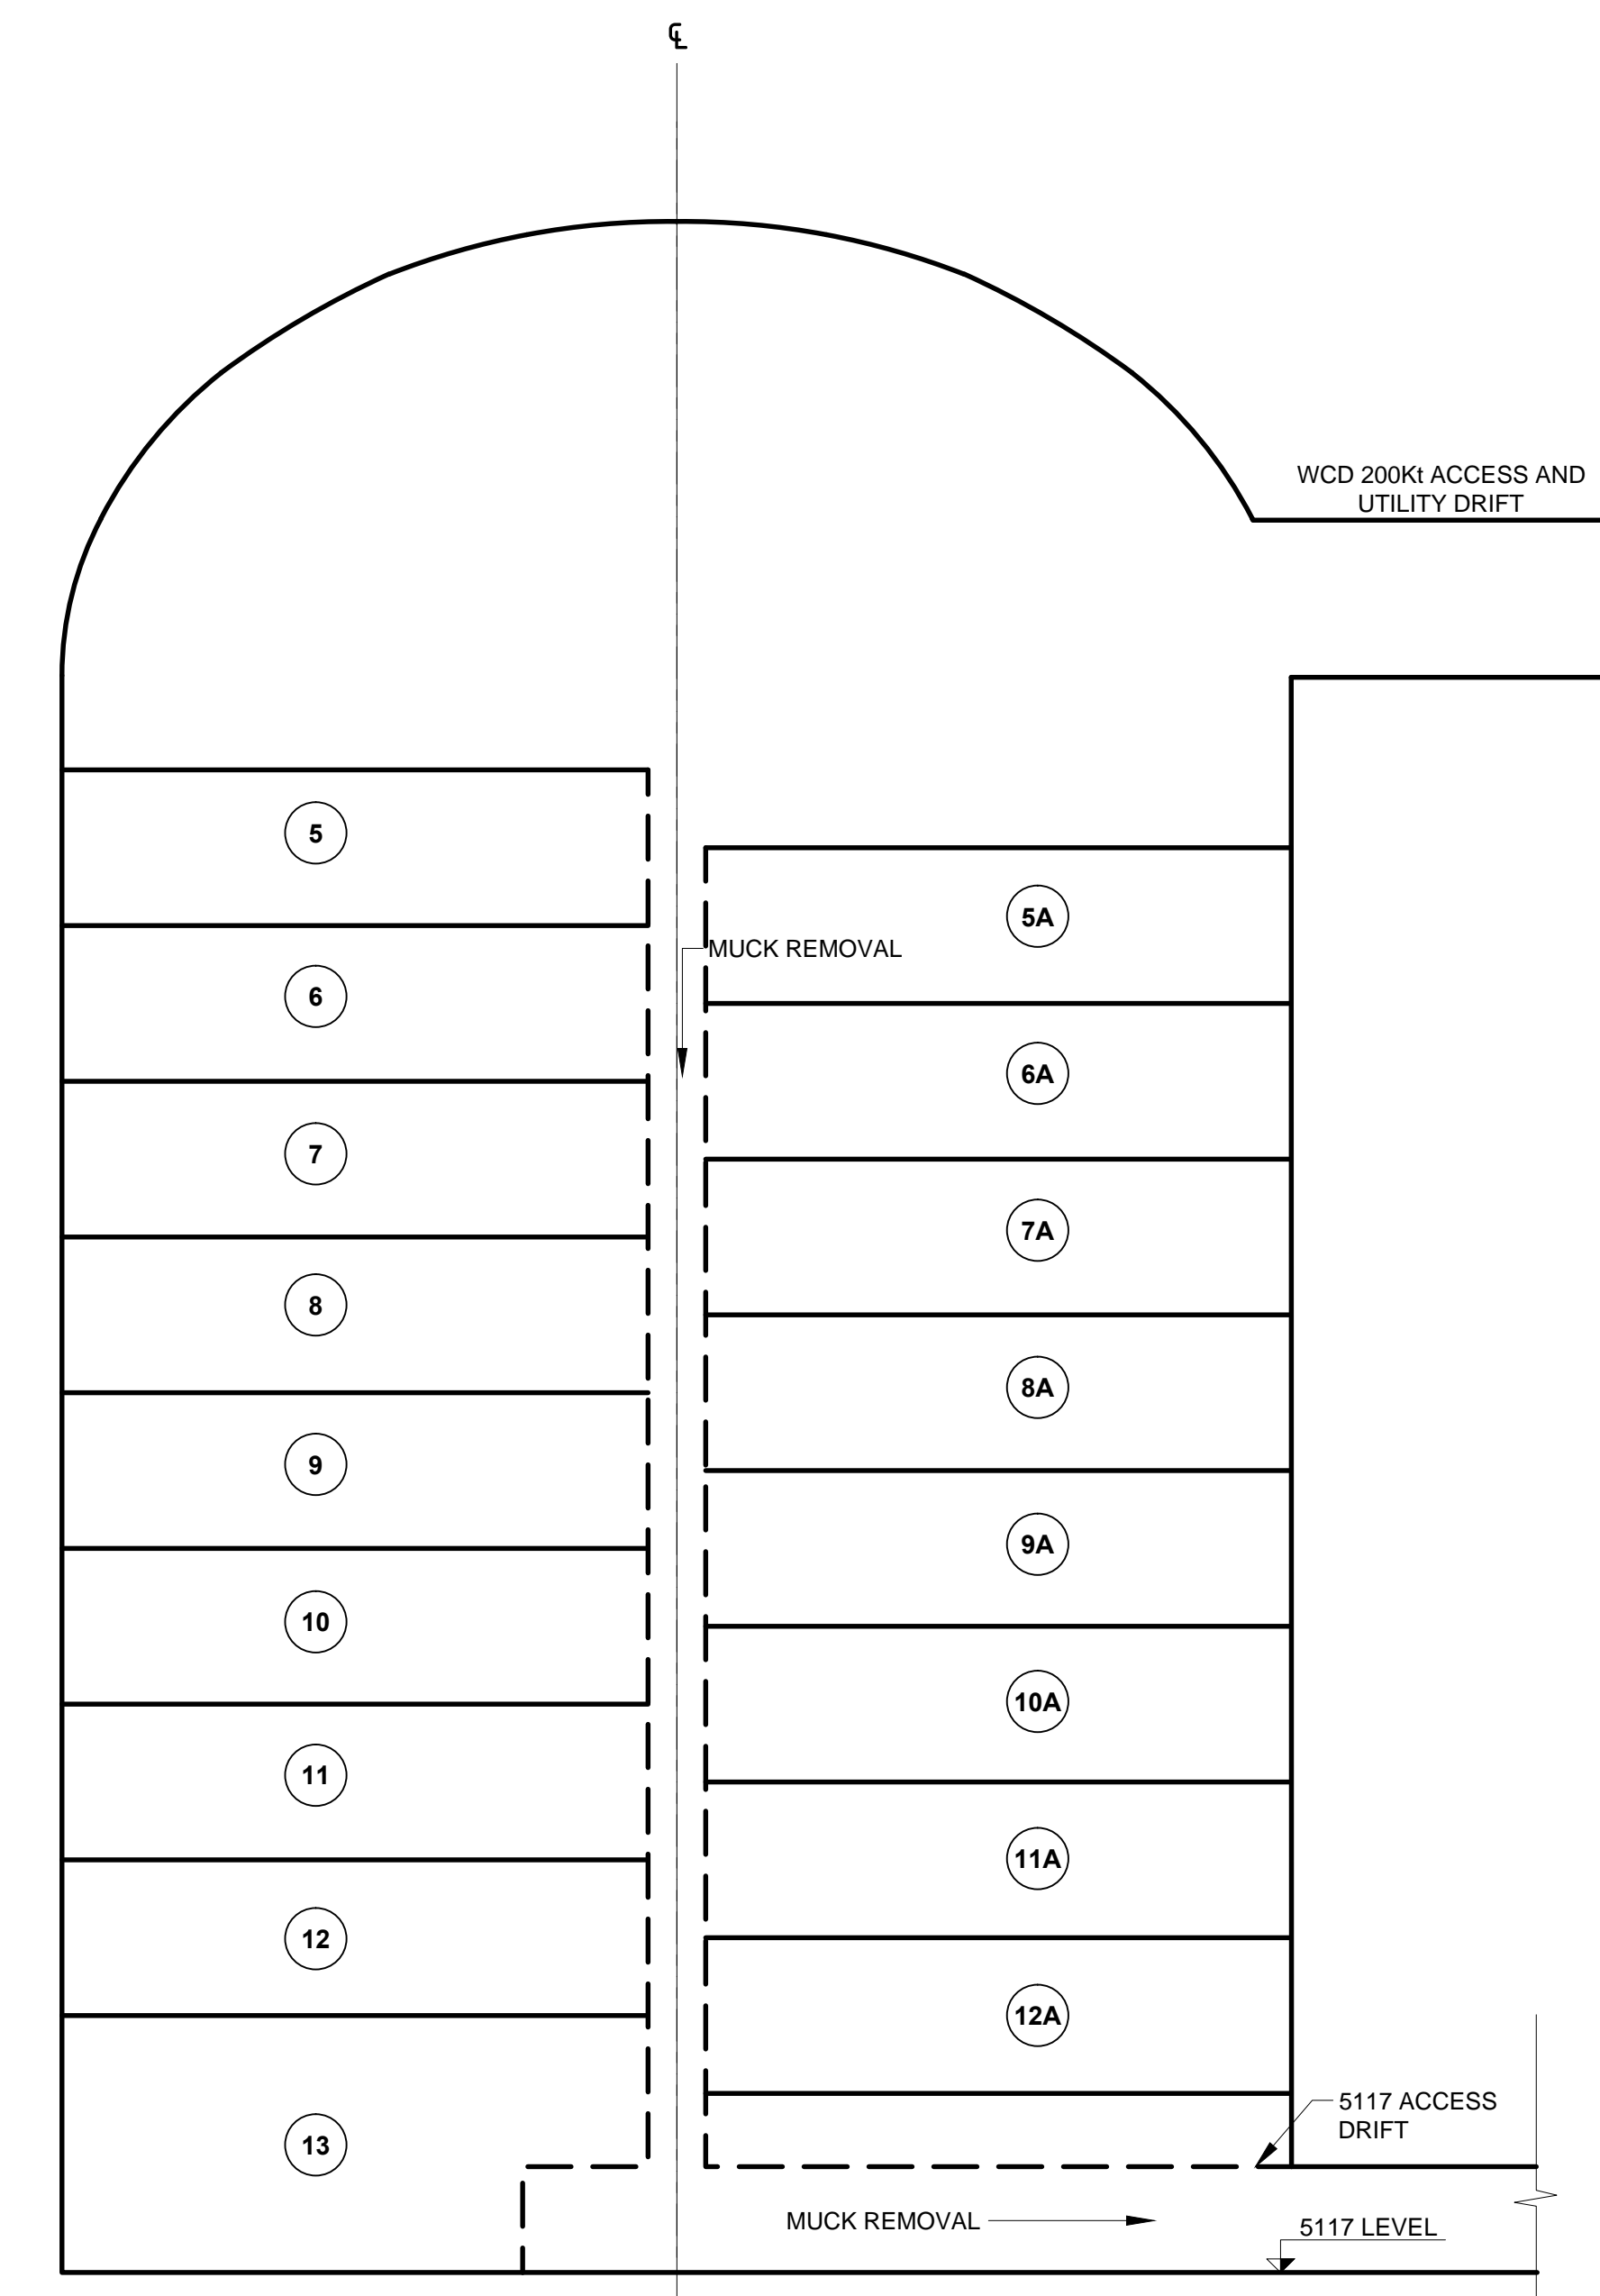 ℄
WCD 200Kt ACCESS AND
UTILITY DRIFT
5
5A
MUCK REMOVAL
6
6A
7
7A
8
8A
9
9A
10
10A
11
11A
12
12A
5117 ACCESS
DRIFT
13
MUCK REMOVAL
5117 LEVEL